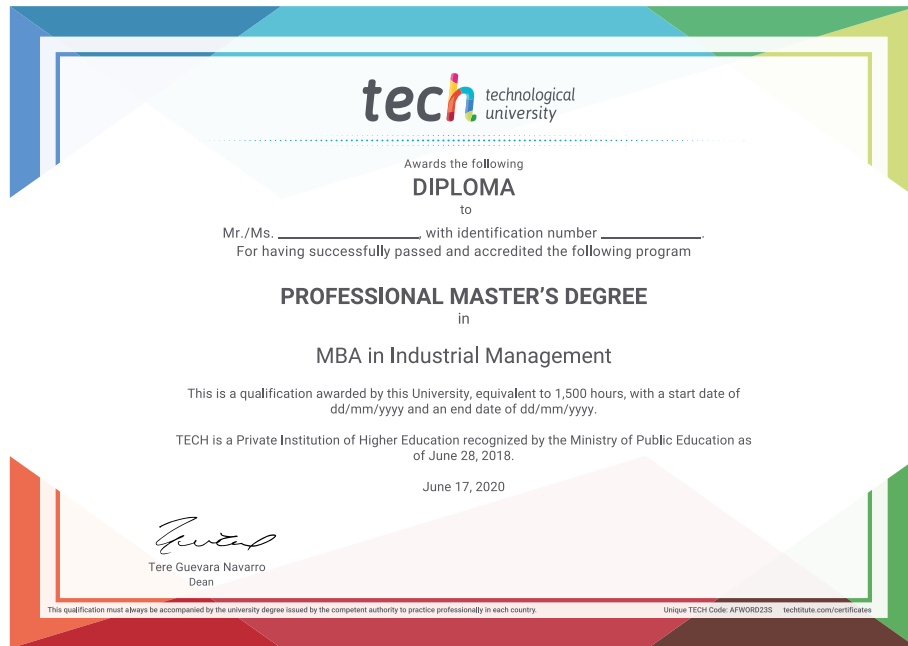 tech technological
university
Awards the following
DIPLOMA
to
Mr./Ms. ____________________, with identification number ______________.
For having successfully passed and accredited the following program
PROFESSIONAL MASTER'S DEGREE
in
MBA in Industrial Management
This is a qualification awarded by this University, equivalent to 1,500 hours, with a start date of
dd/mm/yyyy and an end date of dd/mm/yyyy.
TECH is a Private Institution of Higher Education recognized by the Ministry of Public Education as
of June 28, 2018.
June 17, 2020
Tere Guevara Navarro
Dean
This qualification must always be accompanied by the university degree issued by the competent authority to practice professionally in each country.
Unique TECH Code: AFWORD23S techtitute.com/certificates